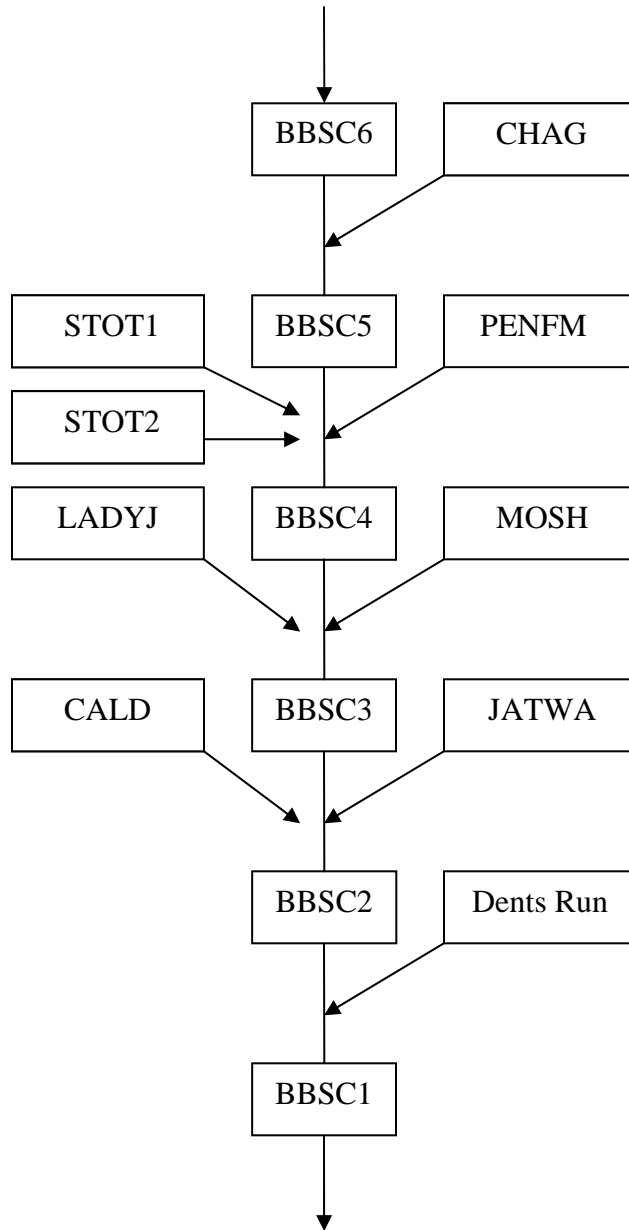 BBSC6
CHAG
STOT1
BBSC5
PENFM
STOT2
LADYJ
BBSC4
MOSH
CALD
BBSC3
JATWA
BBSC2
Dents Run
BBSC1